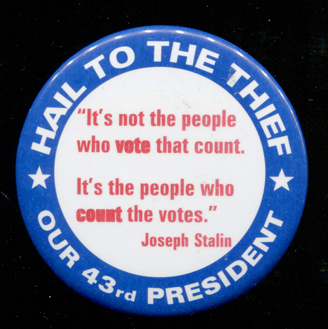 HAIL TO THE THIEF
"It's not the people
who vote that count.
It's the people who
count the votes."
Joseph Stalin
OUR 43rd PRESIDENT